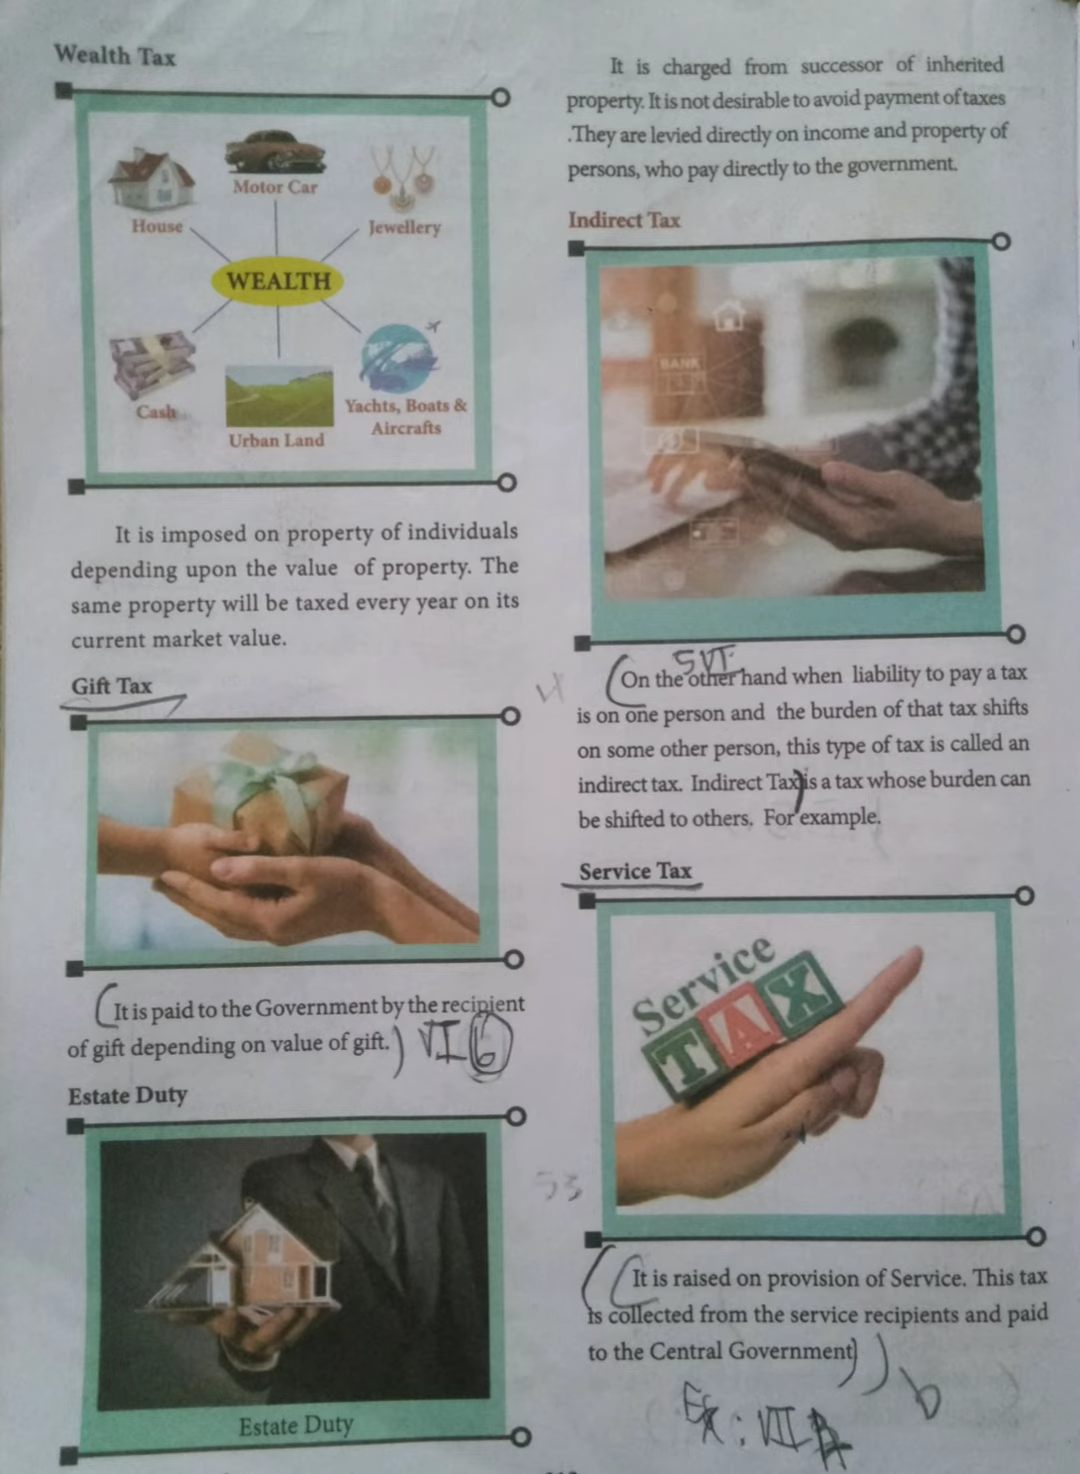 Wealth Tax
House
Motor Car
Jewellery
WEALTH
Cash
Urban Land
Yachts, Boats &
Aircrafts
It is imposed on property of individuals
depending upon the value of property. The
same property will be taxed every year on its
current market value.
Gift Tax
(It is paid to the Government by the recipient
of gift depending on value of gift.) VI 6
Estate Duty
Estate Duty
It is charged from successor of inherited
property. It is not desirable to avoid payment of taxes
.They are levied directly on income and property of
persons, who pay directly to the government.
Indirect Tax
BANK
(On the other hand when liability to pay a tax
is on one person and the burden of that tax shifts
on some other person, this type of tax is called an
indirect tax. Indirect Tax) is a tax whose burden can
be shifted to others. For example.
Service Tax
Service
TAX
((It is raised on provision of Service. This tax
is collected from the service recipients and paid
to the Central Government)) b
53